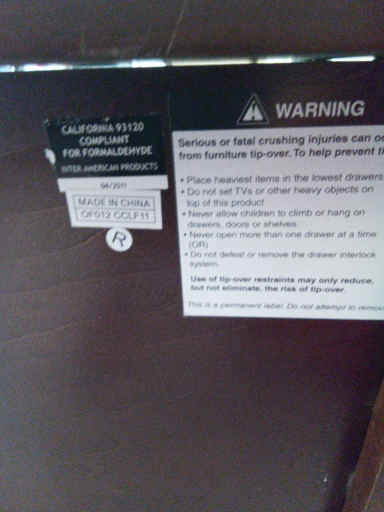 CALIFORNIA 93120
COMPLIANT
FOR FORMALDEHYDE
INTER AMERICAN PRODUCTS
04/2011
MADE IN CHINA
OF012 CCLF11
R
WARNING
Serious or fatal crushing injuries can
from furniture tip-over. To help prevent
• Place heaviest items in the lowest drawers
• Do not set TVs or other heavy objects on
top of this product
• Never allow children to climb or hang on
drawers, doors or shelves
• Never open more than one drawer at a time
(OR)
• Do not defeat or remove the drawer interlock
system.
Use of tip-over restraints may only reduce,
but not eliminate, the risk of tip-over.
This is a permanent label. Do not attempt to